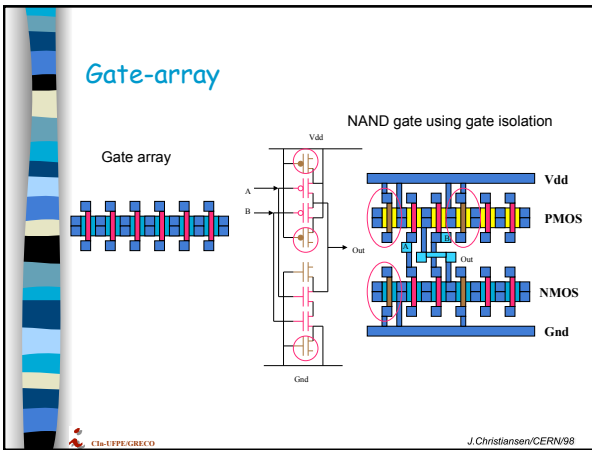 Gate-array
NAND gate using gate isolation
Gate array
Vdd
A
B
Out
Gnd
Vdd
PMOS
A
B
Out
NMOS
Gnd
CIn-UFPE/GRECO
J.Christiansen/CERN/98